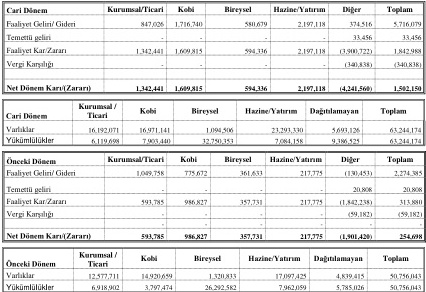 Cari Dönem Kurumsal/Ticari Kobi Bireysel Hazine/Yatırım Diğer Toplam
Faaliyet Geliri/ Gideri 847,026 1,716,740 580,679 2,197,118 374,516 5,716,079
Temettü geliri - - - - 33,456 33,456
Faaliyet Kar/Zararı 1,342,441 1,609,815 594,336 2,197,118 (3,900,722) 1,842,988
Vergi Karşılığı - - - - (340,838) (340,838)
Net Dönem Karı/(Zararı) 1,342,441 1,609,815 594,336 2,197,118 (4,241,560) 1,502,150
Cari Dönem Kurumsal / Ticari Kobi Bireysel Hazine/Yatırım Dağıtılamayan Toplam
Varlıklar 16,192,071 16,971,141 1,094,506 23,293,330 5,693,126 63,244,174
Yükümlülükler 6,119,698 7,903,440 32,750,353 7,084,158 9,386,525 63,244,174
Önceki Dönem Kurumsal/Ticari Kobi Bireysel Hazine/Yatırım Diğer Toplam
Faaliyet Geliri/ Gideri 1,049,758 775,672 361,633 217,775 (130,453) 2,274,385
Temettü geliri - - - - 20,808 20,808
Faaliyet Kar/Zararı 593,785 986,827 357,731 217,775 (1,842,238) 313,880
Vergi Karşılığı - - - - (59,182) (59,182)
Net Dönem Karı/(Zararı) 593,785 986,827 357,731 217,775 (1,901,420) 254,698
Önceki Dönem Kurumsal / Ticari Kobi Bireysel Hazine/Yatırım Dağıtılamayan Toplam
Varlıklar 12,577,711 14,920,659 1,320,833 17,097,425 4,839,415 50,756,043
Yükümlülükler 6,918,902 3,797,474 26,292,582 7,962,059 5,785,026 50,756,043